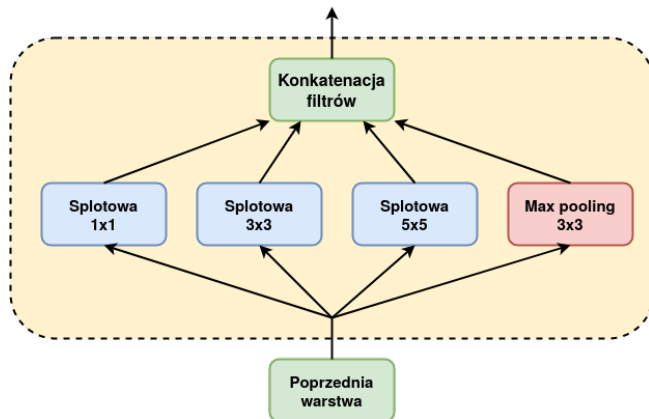 Konkatenacja
filtrów
Splotowa
1x1
Splotowa
3x3
Splotowa
5x5
Max pooling
3x3
Poprzednia
warstwa